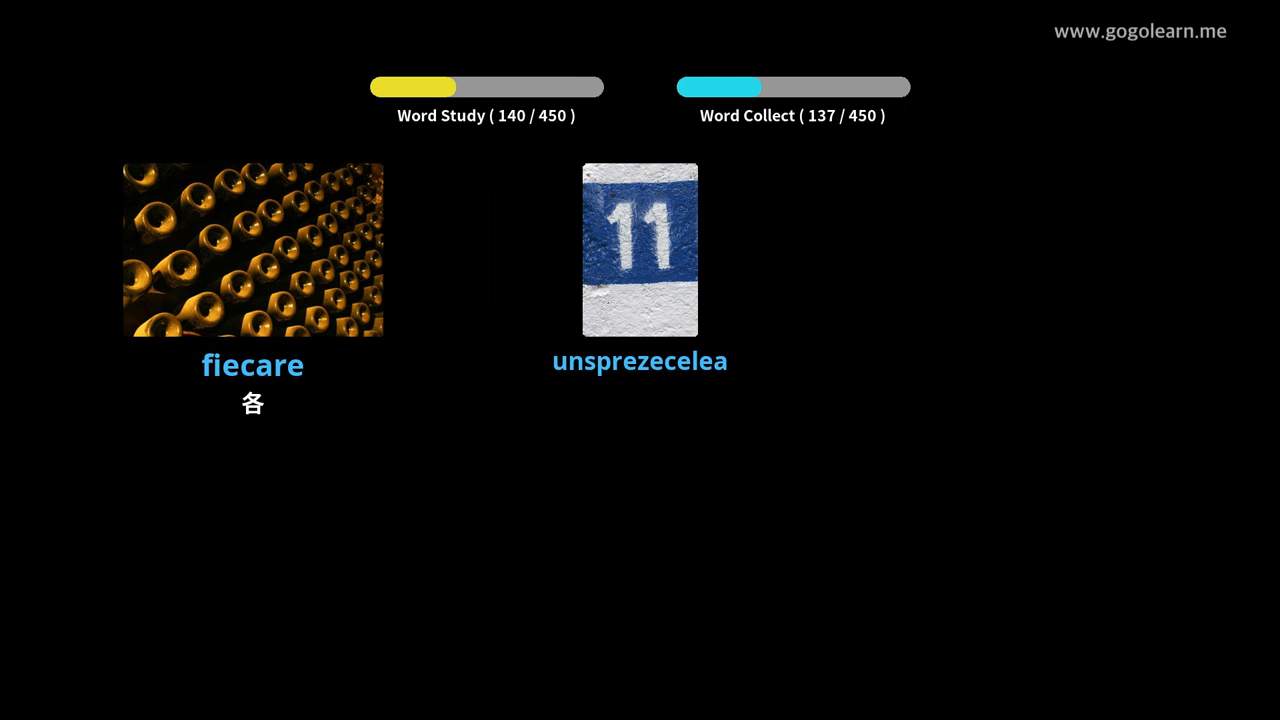 www.gogolearn.me
Word Study ( 140 / 450 )
Word Collect ( 137 / 450 )
11
fiecare
各
unsprezecelea